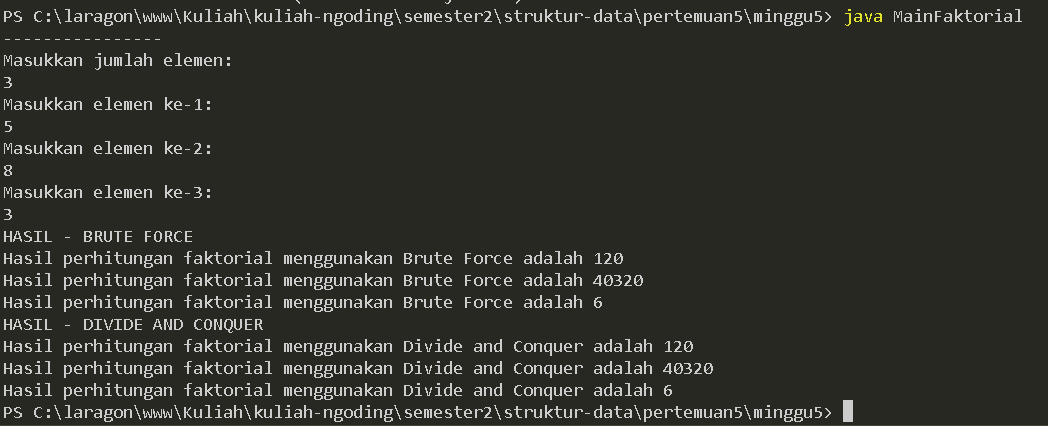 PS C:\laragon\www\Kuliah\kuliah-ngoding\semester2\struktur-data\pertemuan5\minggu5> java MainFaktorial
----------------
Masukkan jumlah elemen:
3
Masukkan elemen ke-1:
5
Masukkan elemen ke-2:
8
Masukkan elemen ke-3:
3
HASIL - BRUTE FORCE
Hasil perhitungan faktorial menggunakan Brute Force adalah 120
Hasil perhitungan faktorial menggunakan Brute Force adalah 40320
Hasil perhitungan faktorial menggunakan Brute Force adalah 6
HASIL - DIVIDE AND CONQUER
Hasil perhitungan faktorial menggunakan Divide and Conquer adalah 120
Hasil perhitungan faktorial menggunakan Divide and Conquer adalah 40320
Hasil perhitungan faktorial menggunakan Divide and Conquer adalah 6
PS C:\laragon\www\Kuliah\kuliah-ngoding\semester2\struktur-data\pertemuan5\minggu5>